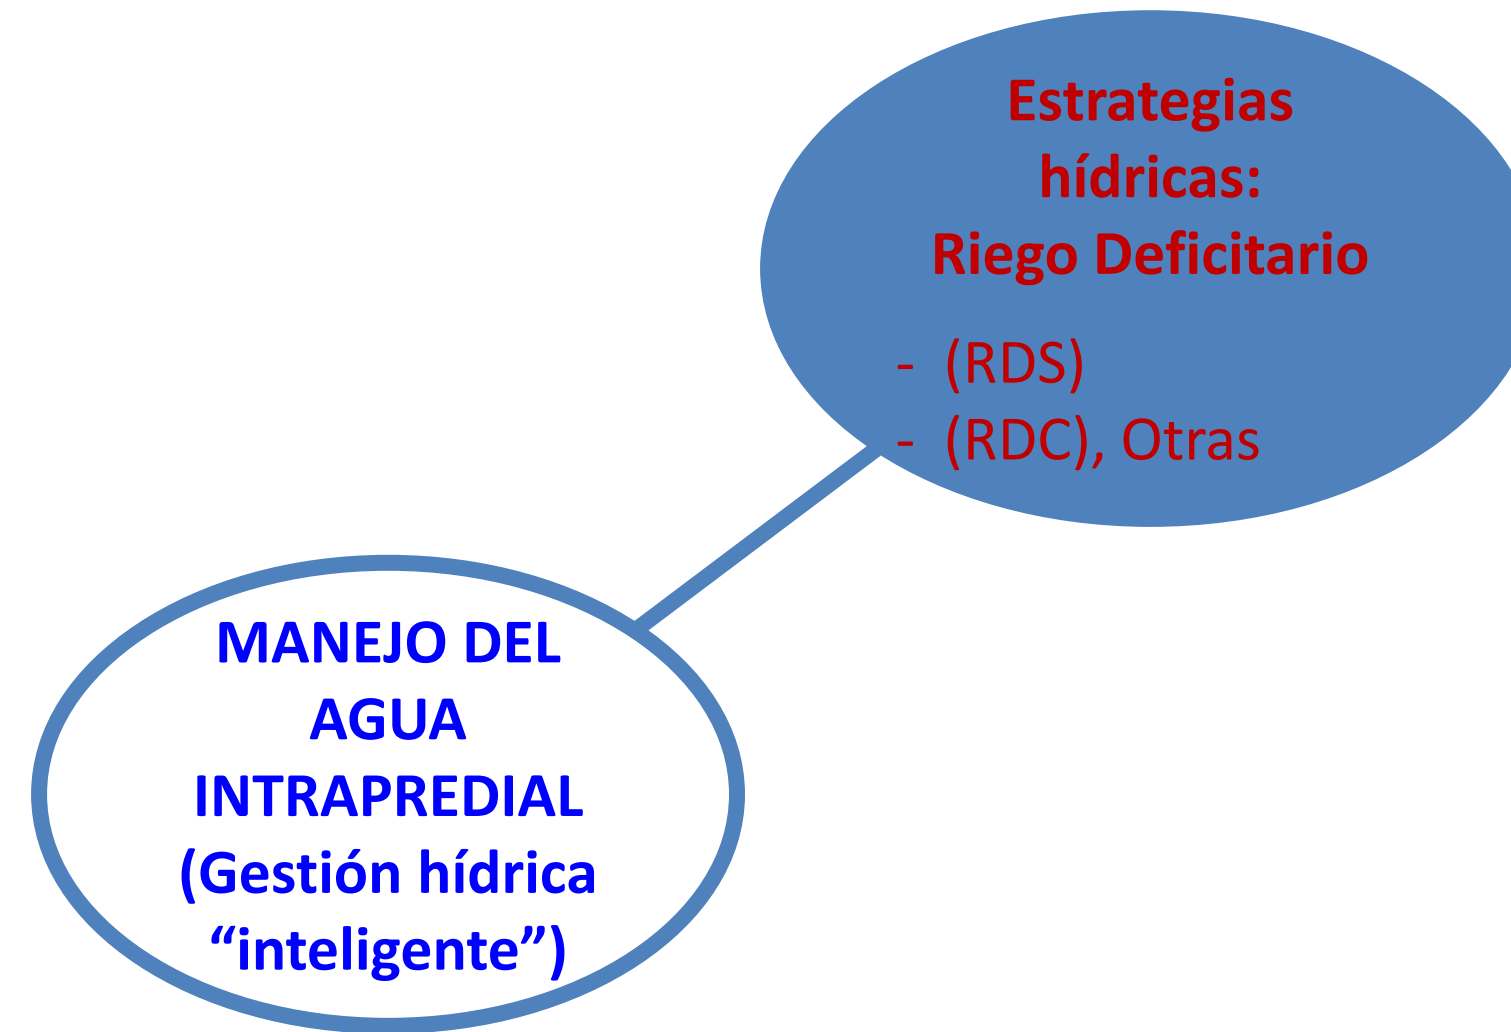 Estrategias
hídricas:
Riego Deficitario
- (RDS)
- (RDC), Otras
MANEJO DEL
AGUA
INTRAPREDIAL
(Gestión hídrica
“inteligente”)